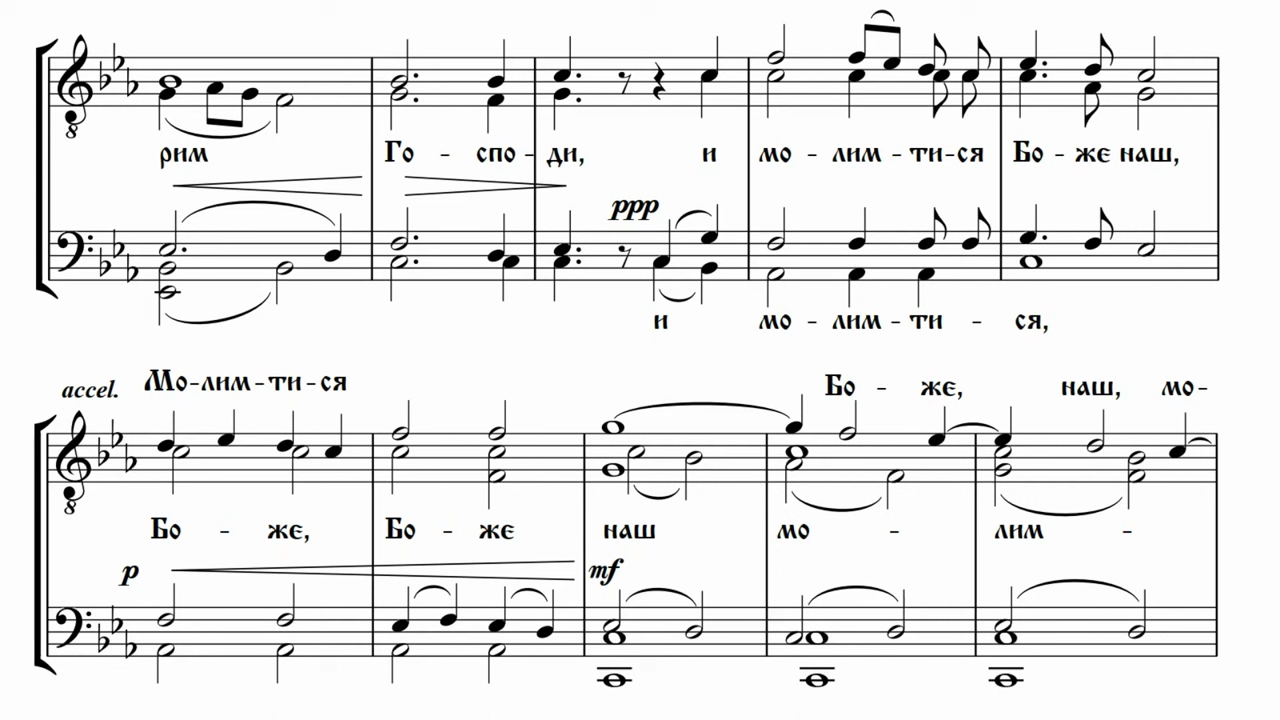 рим Го - спо - ди, и мо - лим - ти - ся Бо - же наш,
ppp
и мо - лим - ти - ся,
accel. Мо - лим - ти - ся Бо - же, наш, мо -
Бо - же, Бо - же наш мо - лим -
p mf